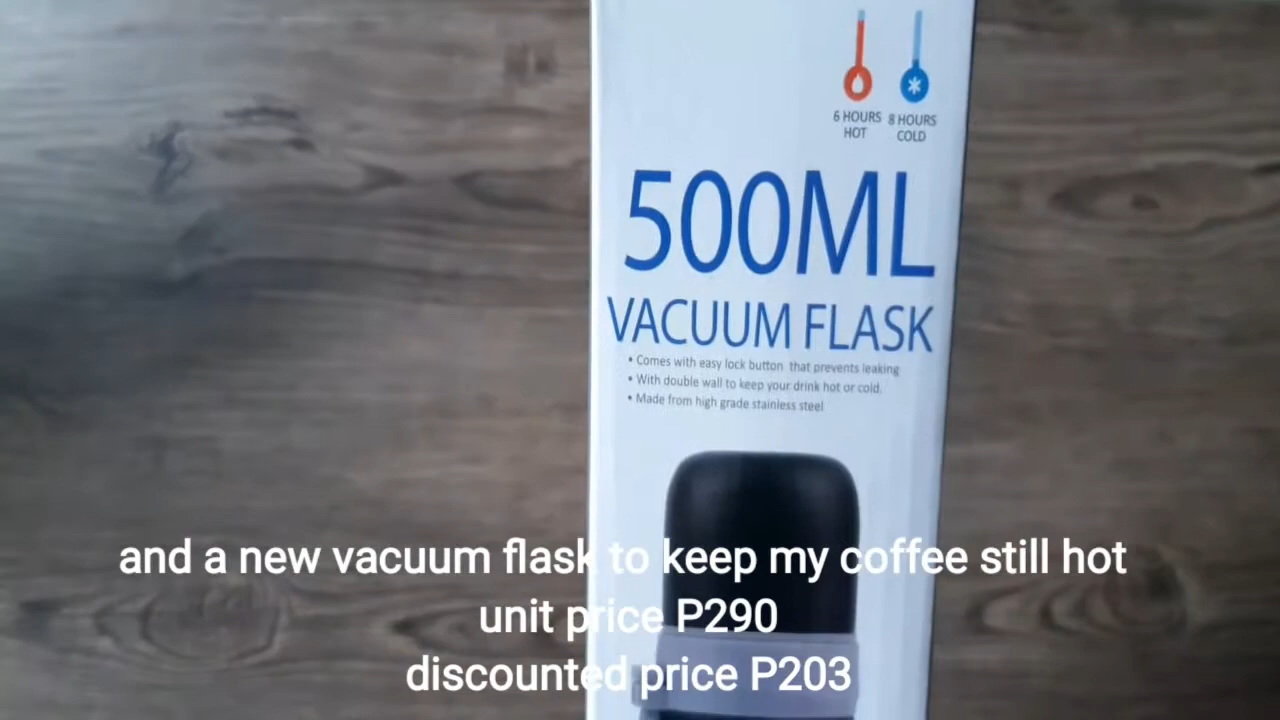 6 HOURS HOT
8 HOURS COLD
500ML
VACUUM FLASK
• Comes with easy lock button that prevents leaking
• With double wall to keep your drink hot or cold.
• Made from high grade stainless steel
and a new vacuum flask to keep my coffee still hot
unit price P290
discounted price P203